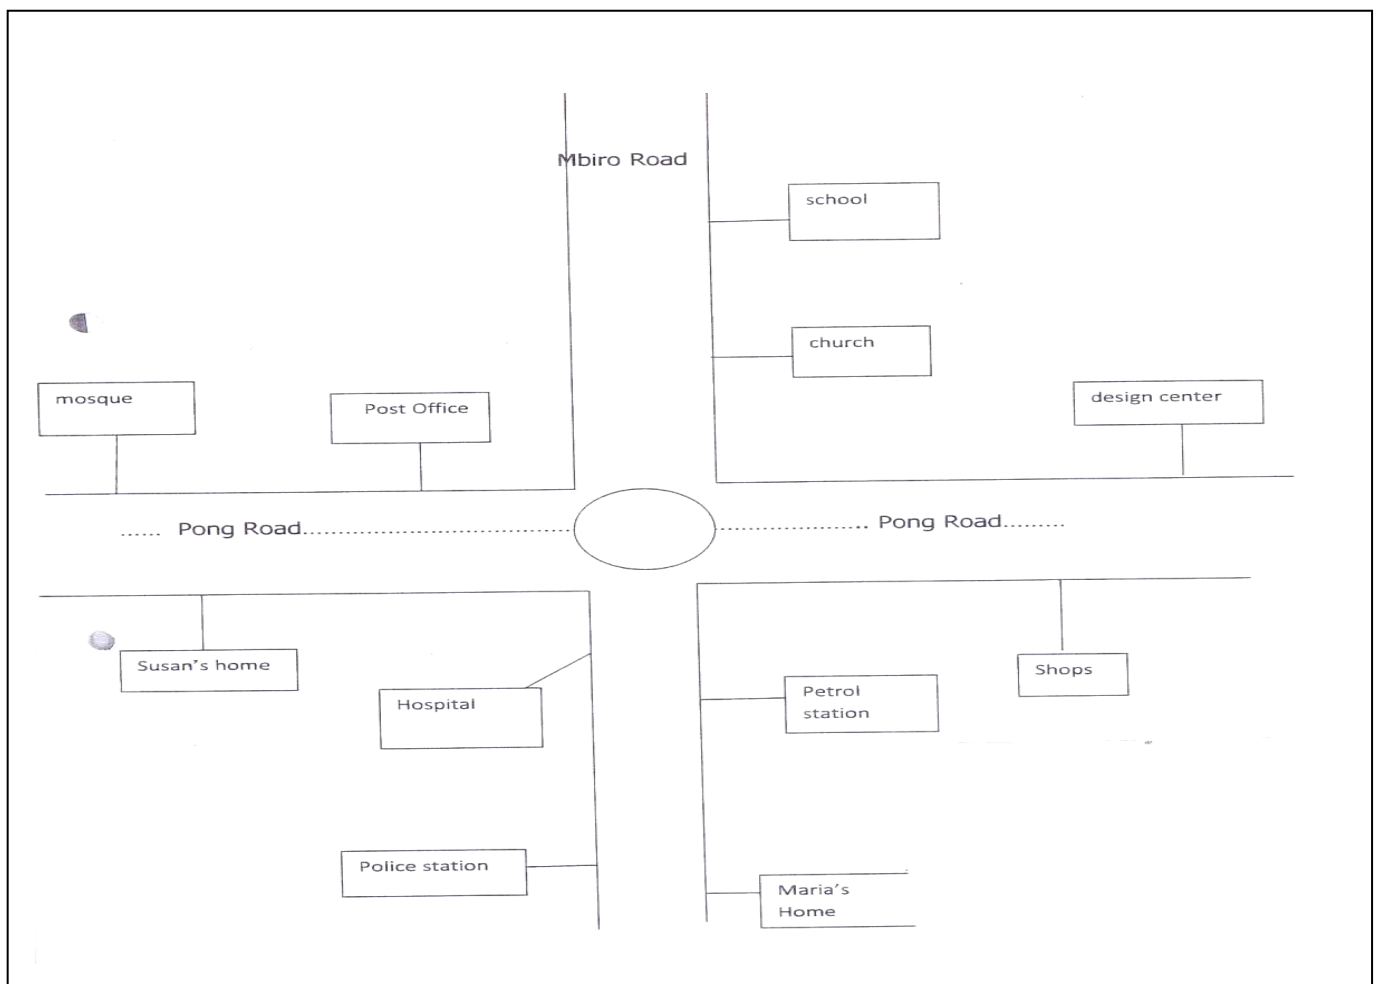 Mbiro Road
school
church
mosque
Post Office
design center
...... Pong Road.................................
.................. Pong Road.........
Susan's home
Hospital
Petrol
station
Shops
Police station
Maria's
Home